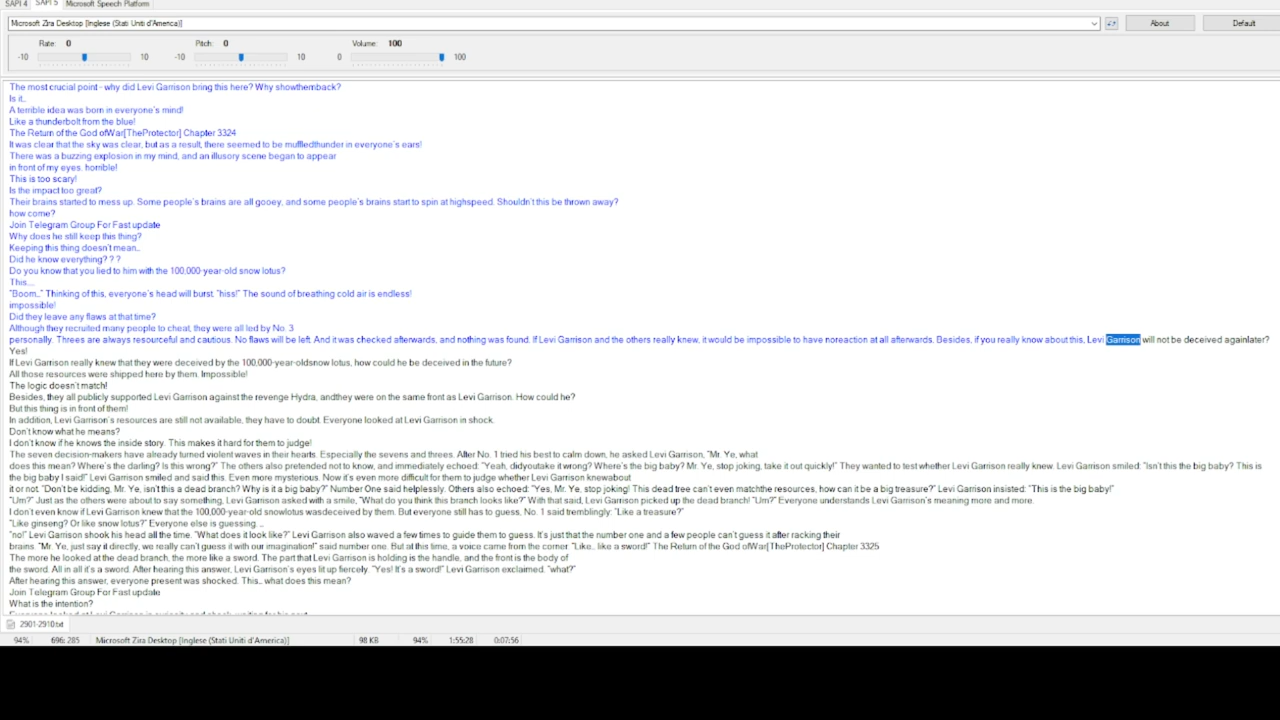 SAPI 4 SAPI 5 Microsoft Speech Platform
Microsoft Zira Desktop [Inglese (Stati Uniti d'America)]
About
Default
Rate: 0
Pitch: 0
Volume: 100
-10 10 -10 10 0 100
The most crucial point - why did Levi Garrison bring this here? Why showthemback?
Is it..
A terrible idea was born in everyone's mind!
Like a thunderbolt from the blue!
The Return of the God ofWar[TheProtector] Chapter 3324
It was clear that the sky was clear, but as a result, there seemed to be muffledthunder in everyone's ears!
There was a buzzing explosion in my mind, and an illusory scene began to appear
in front of my eyes. horrible!
This is too scary!
Is the impact too great?
Their brains started to mess up. Some people's brains are all gooey, and some people's brains start to spin at highspeed. Shouldn't this be thrown away?
how come?
Join Telegram Group For Fast update
Why does he still keep this thing?
Keeping this thing doesn't mean...
Did he know everything? ? ?
Do you know that you lied to him with the 100,000-year-old snow lotus?
This....
"Boom..." Thinking of this, everyone's head will burst. "hiss!" The sound of breathing cold air is endless!
impossible!
Did they leave any flaws at that time?
Although they recruited many people to cheat, they were all led by No. 3
personally. Threes are always resourceful and cautious. No flaws will be left. And it was checked afterwards, and nothing was found. If Levi Garrison and the others really knew, it would be impossible to have noreaction at all afterwards. Besides, if you really know about this, Levi Garrison will not be deceived againlater?
Yes!
If Levi Garrison really knew that they were deceived by the 100,000-year-oldsnow lotus, how could he be deceived in the future?
All those resources were shipped here by them. Impossible!
The logic doesn't match!
Besides, they all publicly supported Levi Garrison against the revenge Hydra, andthey were on the same front as Levi Garrison. How could he?
But this thing is in front of them!
In addition, Levi Garrison's resources are still not available, they have to doubt. Everyone looked at Levi Garrison in shock.
Don't know what he means?
I don't know if he knows the inside story. This makes it hard for them to judge!
The seven decision-makers have already turned violent waves in their hearts. Especially the sevens and threes. After No. 1 tried his best to calm down, he asked Levi Garrison, "Mr. Ye, what
does this mean? Where's the darling? Is this wrong?" The others also pretended not to know, and immediately echoed: "Yeah, didyoutake it wrong? Where's the big baby? Mr. Ye, stop joking, take it out quickly!" They wanted to test whether Levi Garrison really knew. Levi Garrison smiled: "Isn't this the big baby? This is
the big baby I said!" Levi Garrison smiled and said this. Even more mysterious. Now it's even more difficult for them to judge whether Levi Garrison knewabout
it or not. "Don't be kidding, Mr. Ye, isn't this a dead branch? Why is it a big baby?" Number One said helplessly. Others also echoed: "Yes, Mr. Ye, stop joking! This dead tree can't even matchthe resources, how can it be a big treasure?" Levi Garrison insisted: "This is the big baby!"
"Um?" Just as the others were about to say something, Levi Garrison asked with a smile, "What do you think this branch looks like?" With that said, Levi Garrison picked up the dead branch! "Um?" Everyone understands Levi Garrison's meaning more and more.
I don't even know if Levi Garrison knew that the 100,000-year-old snowlotus wasdeceived by them. But everyone still has to guess, No. 1 said tremblingly: "Like a treasure?"
"Like ginseng? Or like snow lotus?" Everyone else is guessing. ...
"no!" Levi Garrison shook his head all the time. "What does it look like?" Levi Garrison also waved a few times to guide them to guess. It's just that the number one and a few people can't guess it after racking their
brains. "Mr. Ye, just say it directly, we really can't guess it with our imagination!" said number one. But at this time, a voice came from the corner. "Like... like a sword!" The Return of the God ofWar[TheProtector] Chapter 3325
The more he looked at the dead branch, the more like a sword. The part that Levi Garrison is holding is the handle, and the front is the body of
the sword. All in all it's a sword. After hearing this answer, Levi Garrison's eyes lit up fiercely. "Yes! It's a sword!" Levi Garrison exclaimed. "what?"
After hearing this answer, everyone present was shocked. This... what does this mean?
Join Telegram Group For Fast update
What is the intention?
2901-2910.txt
94% 696: 285 Microsoft Zira Desktop [Inglese (Stati Uniti d'America)] 98 KB 94% 1:55:28 0:07:56